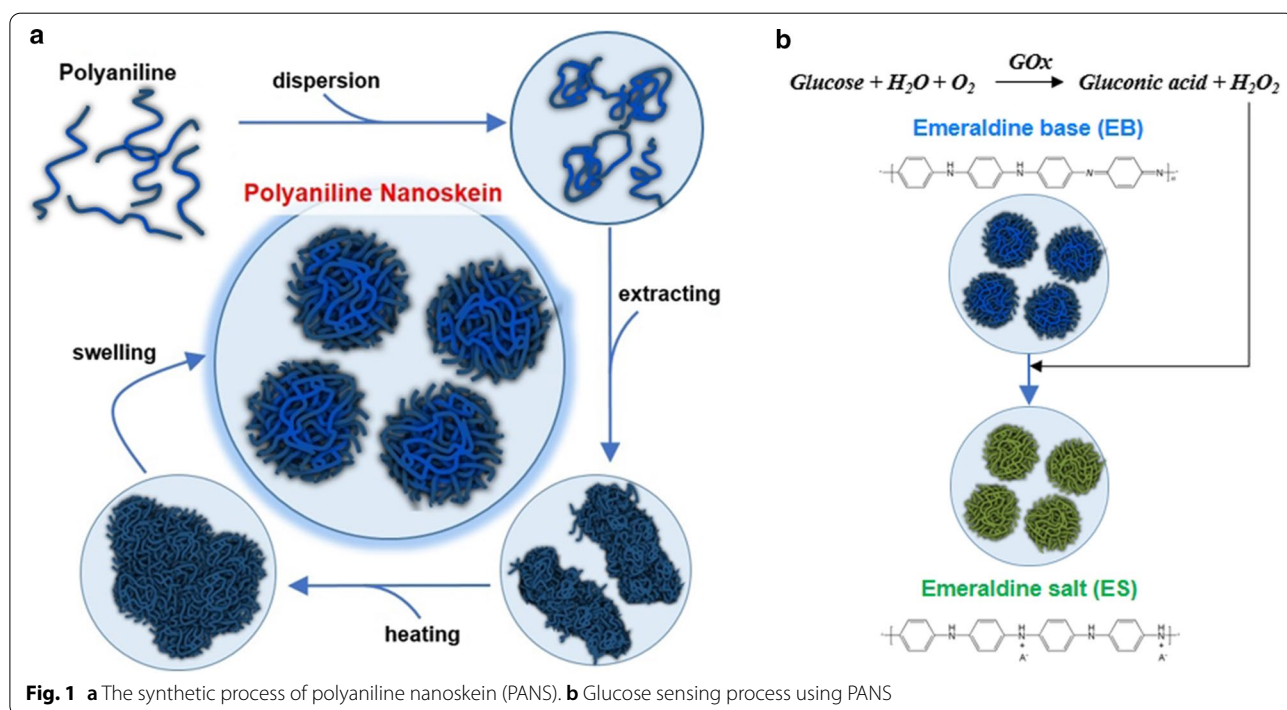 a
Polyaniline
dispersion
Polyaniline Nanoskein
extracting
swelling
heating
b
GOx
Glucose + H₂O + O₂ → Gluconic acid + H₂O₂
Emeraldine base (EB)
H N H N N N n
Emeraldine salt (ES)
H N H N + A⁻ H N H N + A⁻
Fig. 1 a The synthetic process of polyaniline nanoskein (PANS). b Glucose sensing process using PANS